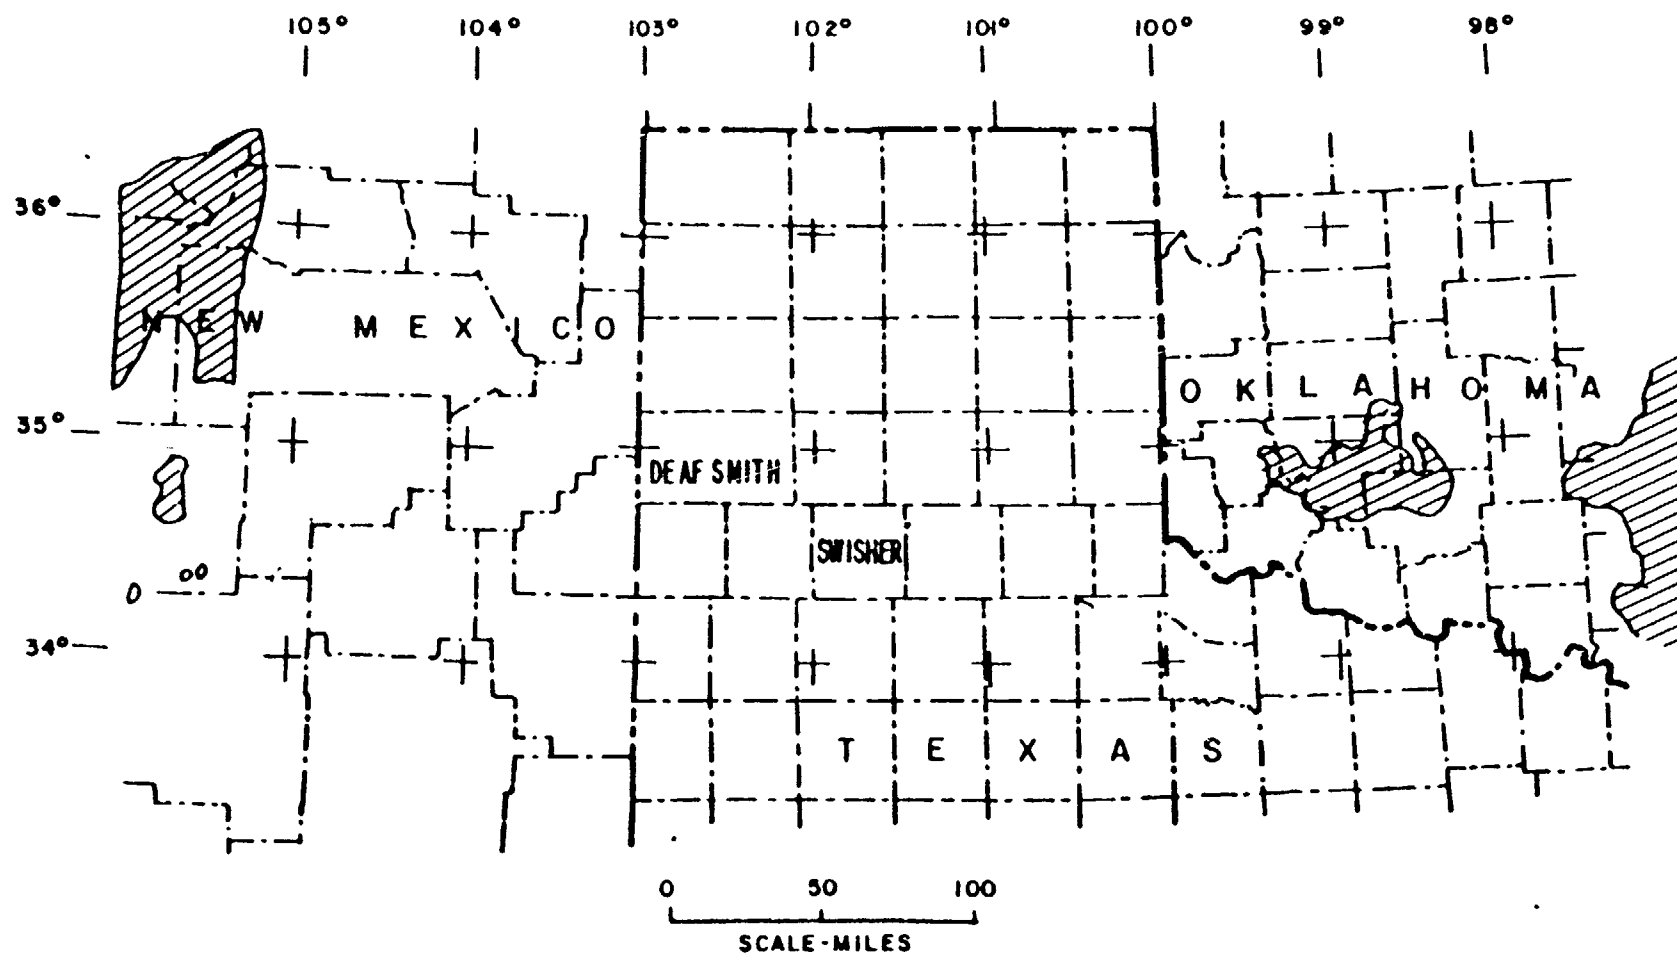 105° 104° 103° 102° 101° 100° 99° 98°
36°
NEW MEXICO
OKLAHOMA
35°
DEAF SMITH
SWISHER
34°
TEXAS
0 50 100
SCALE-MILES